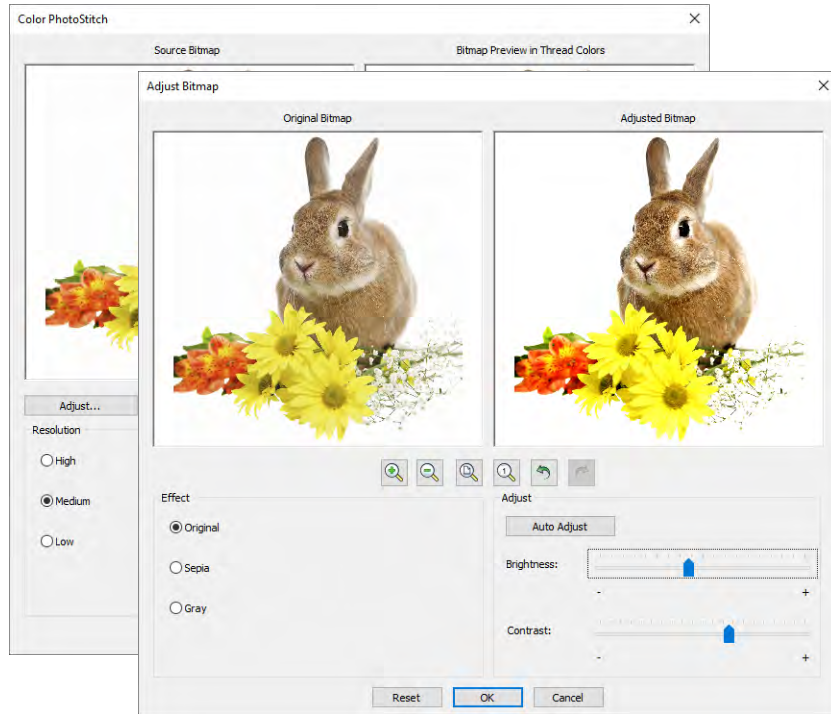 Color PhotoStitch
Source Bitmap
Bitmap Preview in Thread Colors
Adjust...
Resolution
High
Medium
Low
Adjust Bitmap
Original Bitmap
Adjusted Bitmap
1
Effect
Original
Sepia
Gray
Adjust
Auto Adjust
Brightness:
- +
Contrast:
- +
Reset OK Cancel